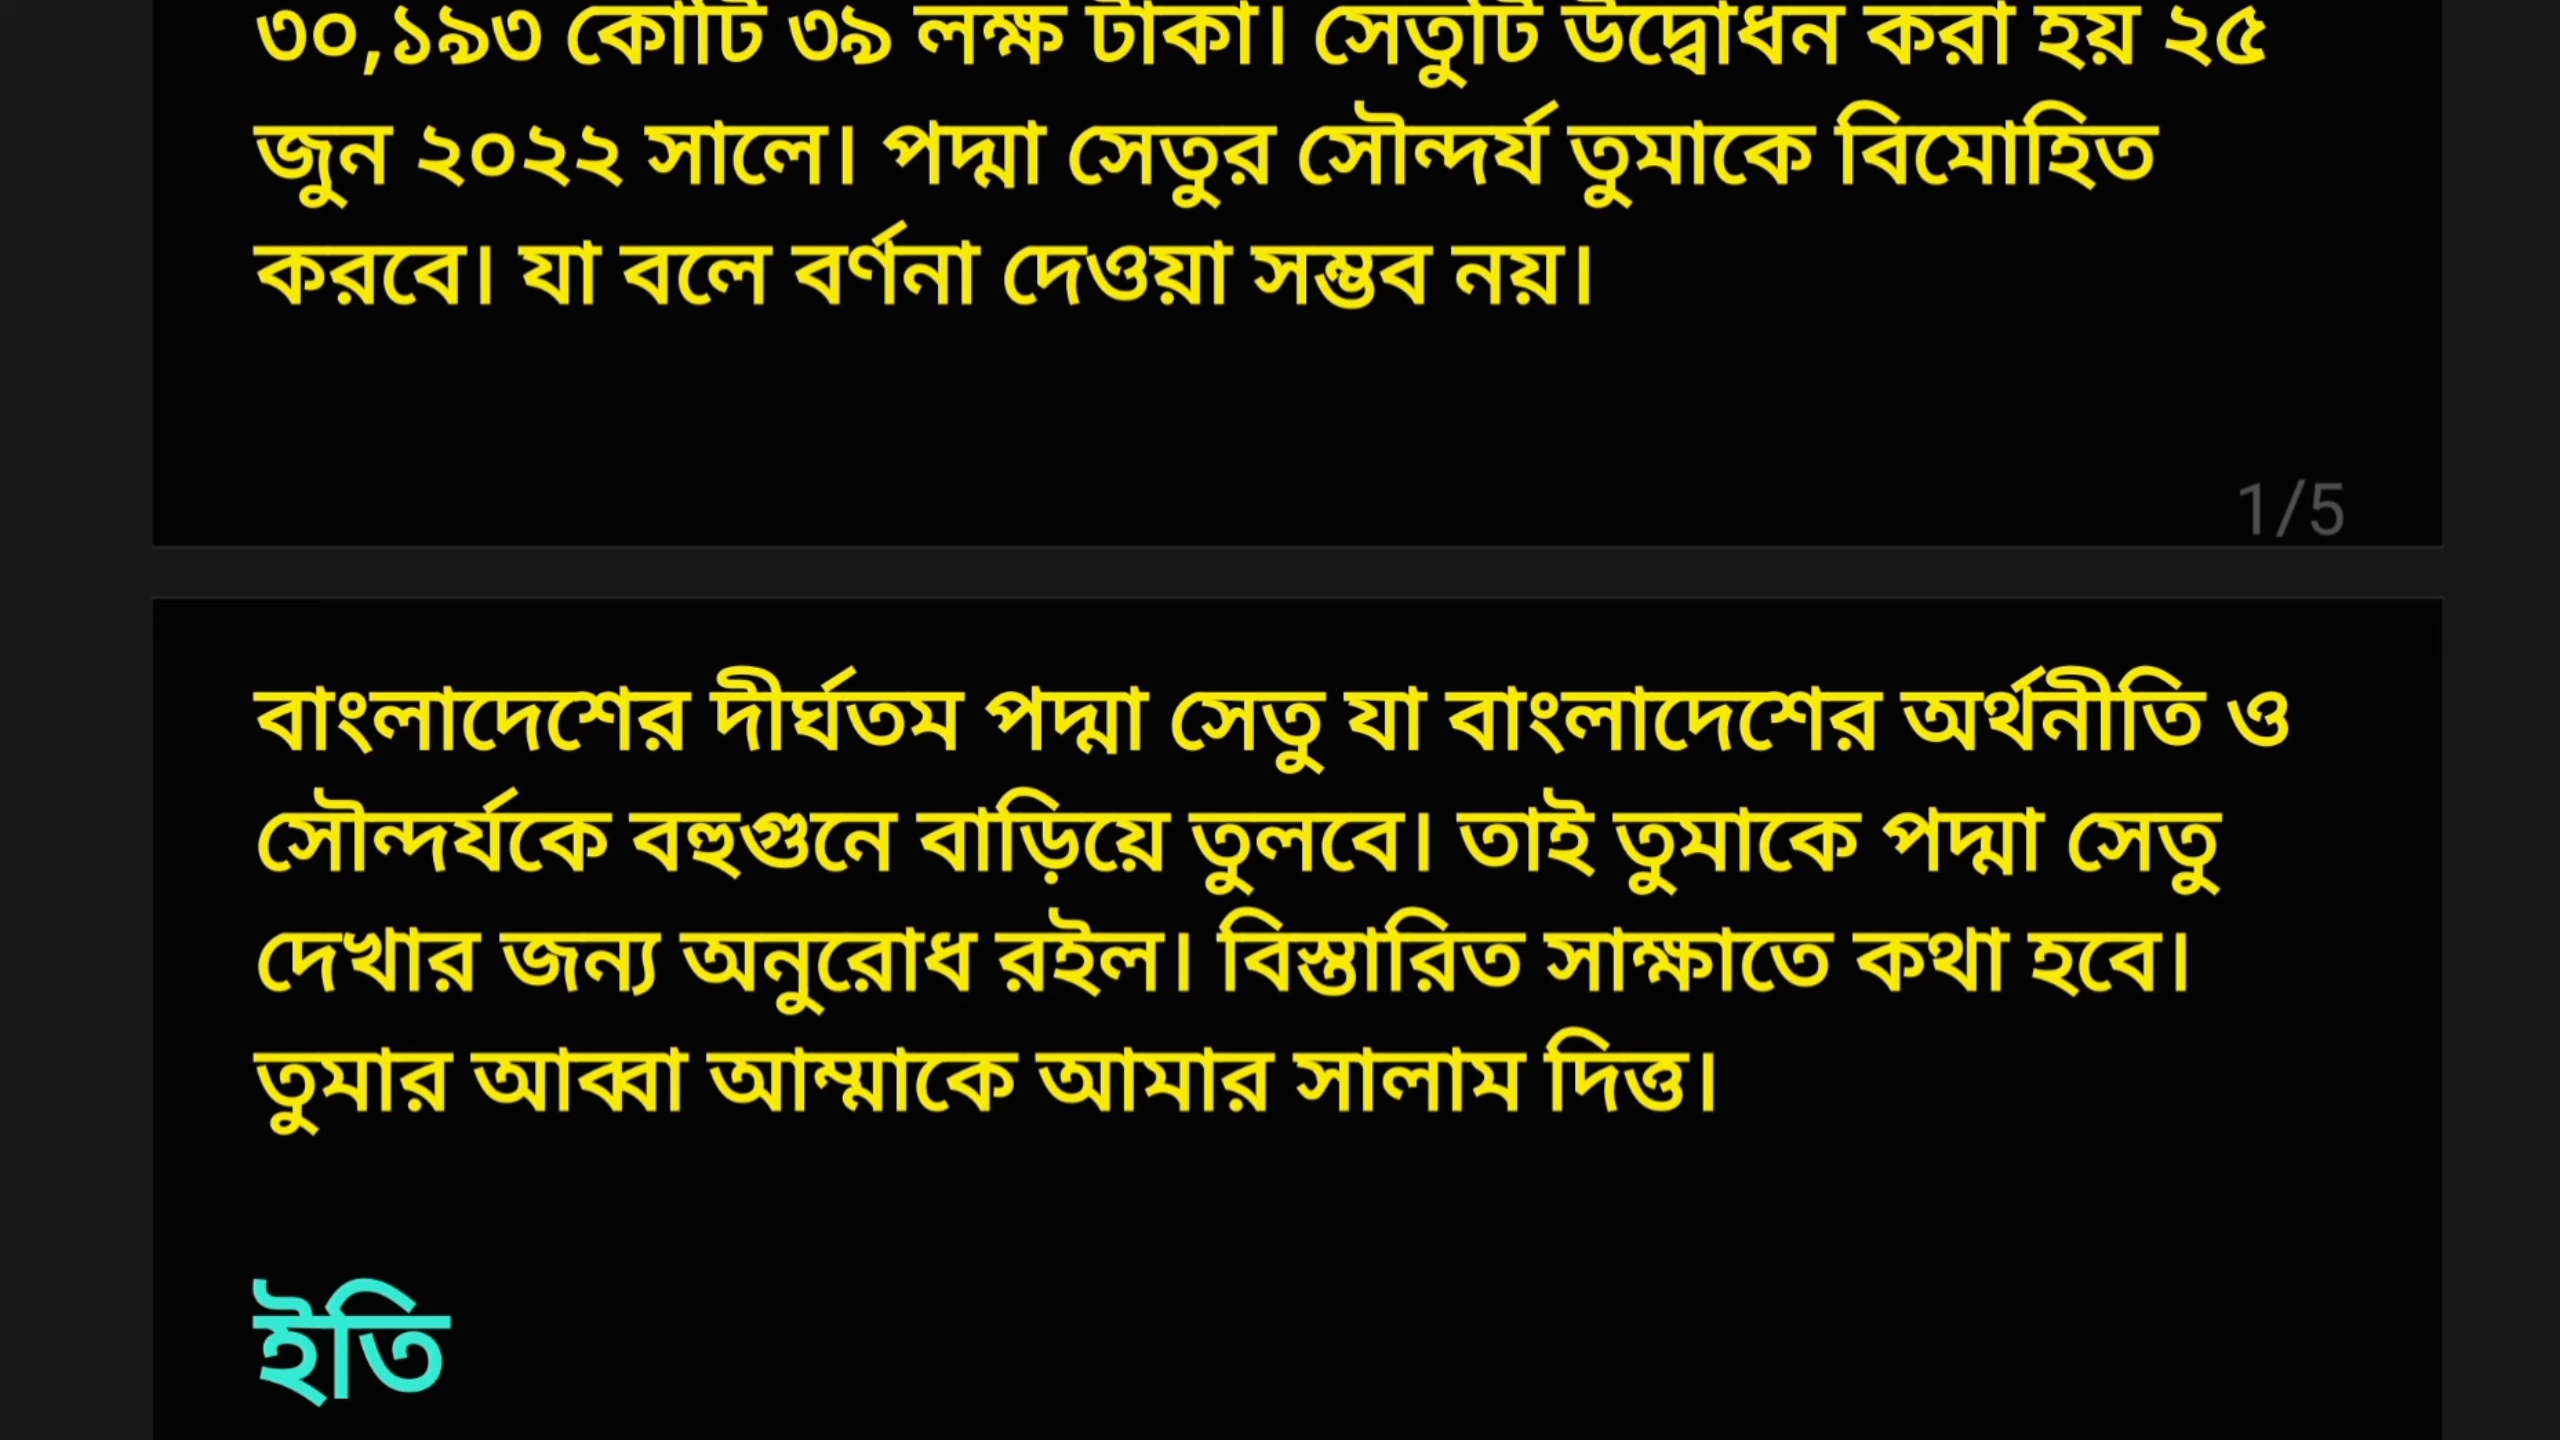 ৩০,১৯৩ কোটি ৩৯ লক্ষ টাকা। সেতুটি উদ্বোধন করা হয় ২৫
জুন ২০২২ সালে। পদ্মা সেতুর সৌন্দর্য তুমাকে বিমোহিত
করবে। যা বলে বর্ণনা দেওয়া সম্ভব নয়।
1/5
বাংলাদেশের দীর্ঘতম পদ্মা সেতু যা বাংলাদেশের অর্থনীতি ও
সৌন্দর্যকে বহুগুনে বাড়িয়ে তুলবে। তাই তুমাকে পদ্মা সেতু
দেখার জন্য অনুরোধ রইল। বিস্তারিত সাক্ষাতে কথা হবে।
তুমার আব্বা আম্মাকে আমার সালাম দিত্ত।
ইতি